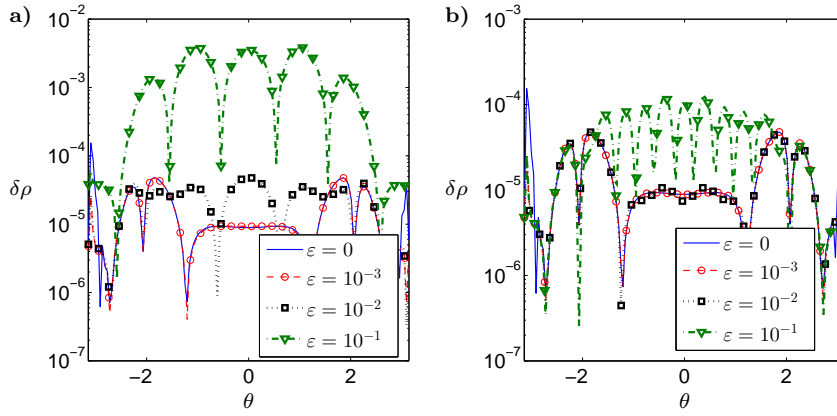 a)
10⁻²
10⁻³
10⁻⁴
10⁻⁵
10⁻⁶
10⁻⁷
δρ
−2
0
2
θ
ε = 0
ε = 10⁻³
ε = 10⁻²
ε = 10⁻¹
b)
10⁻³
10⁻⁴
10⁻⁵
10⁻⁶
10⁻⁷
δρ
−2
0
2
θ
ε = 0
ε = 10⁻³
ε = 10⁻²
ε = 10⁻¹